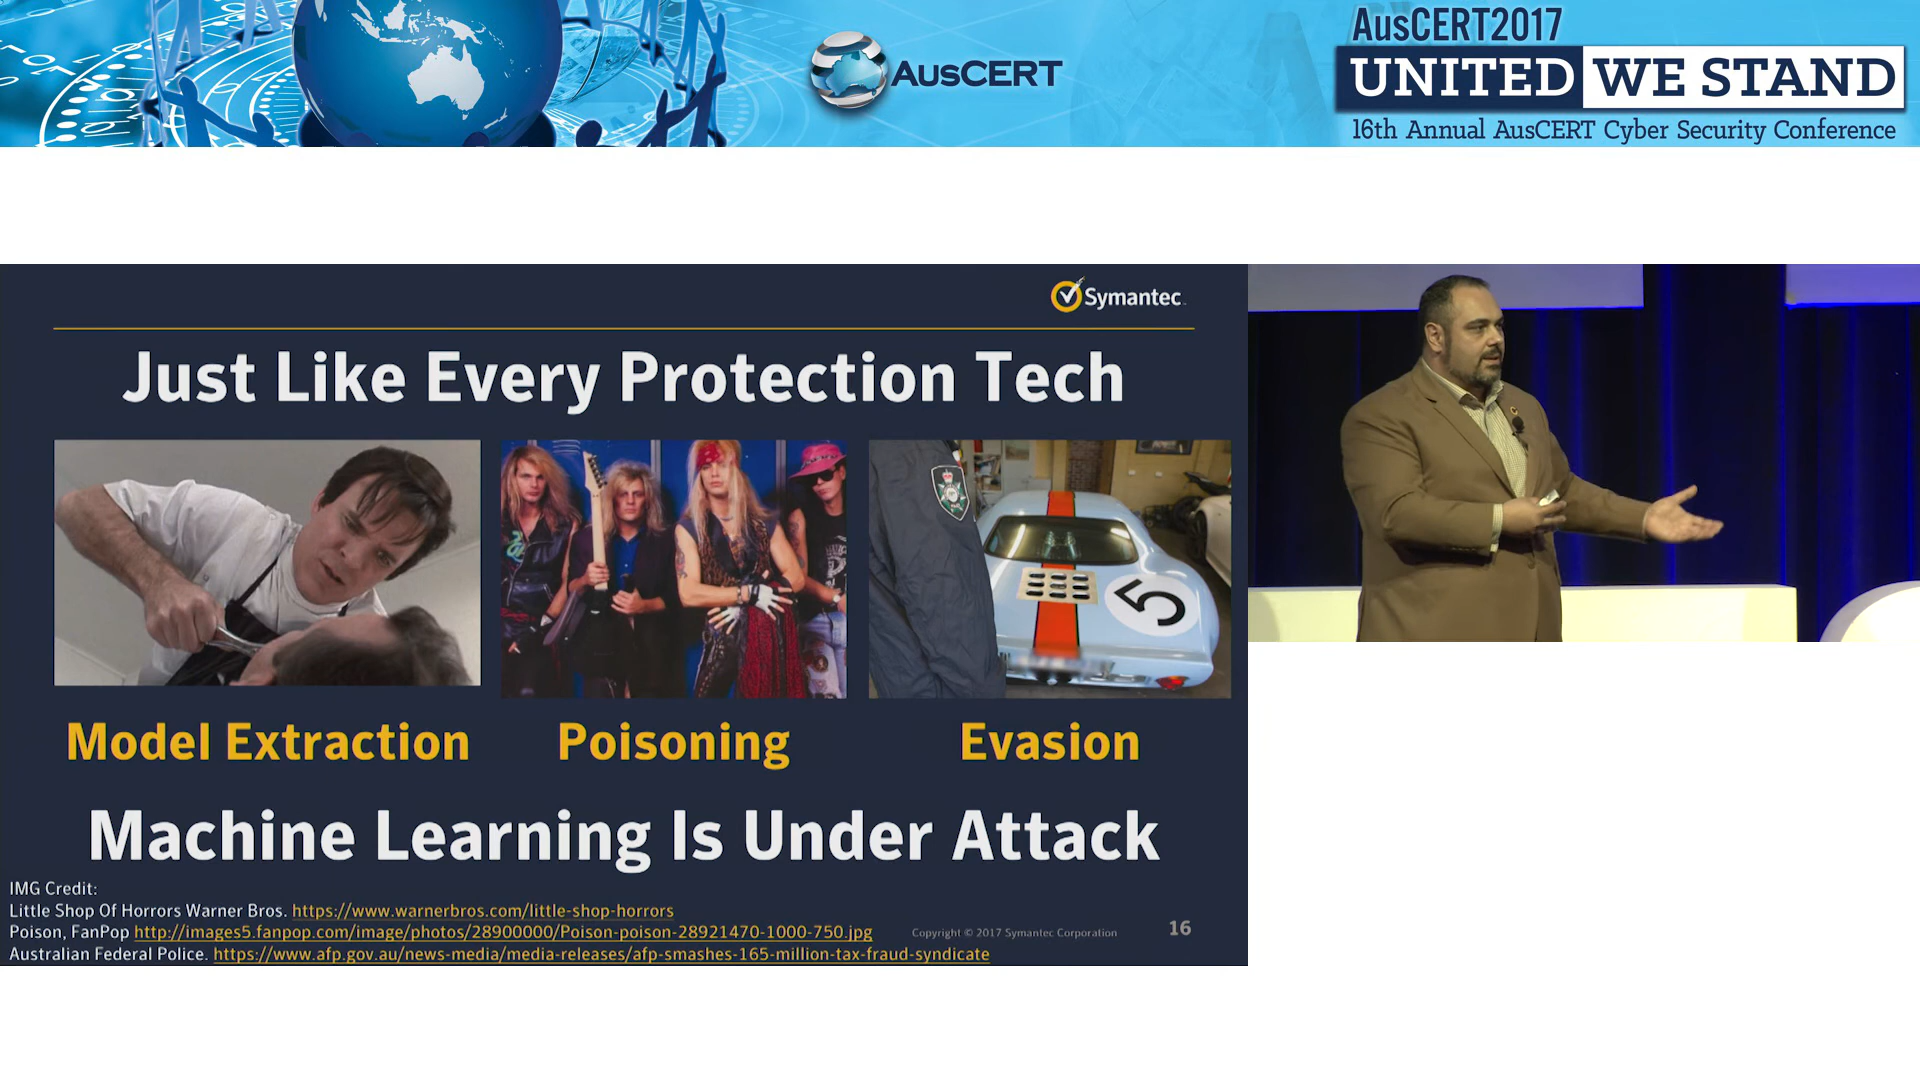 AusCERT2017
AusCERT
UNITED WE STAND
16th Annual AusCERT Cyber Security Conference
Symantec
Just Like Every Protection Tech
5
Model Extraction
Poisoning
Evasion
Machine Learning Is Under Attack
IMG Credit:
Little Shop Of Horrors Warner Bros. https://www.warnerbros.com/little-shop-horrors
Poison, FanPop http://images5.fanpop.com/image/photos/28900000/Poison-poison-28921470-1000-750.jpg
Copyright © 2017 Symantec Corporation
16
Australian Federal Police. https://www.afp.gov.au/news-media/media-releases/afp-smashes-165-million-tax-fraud-syndicate